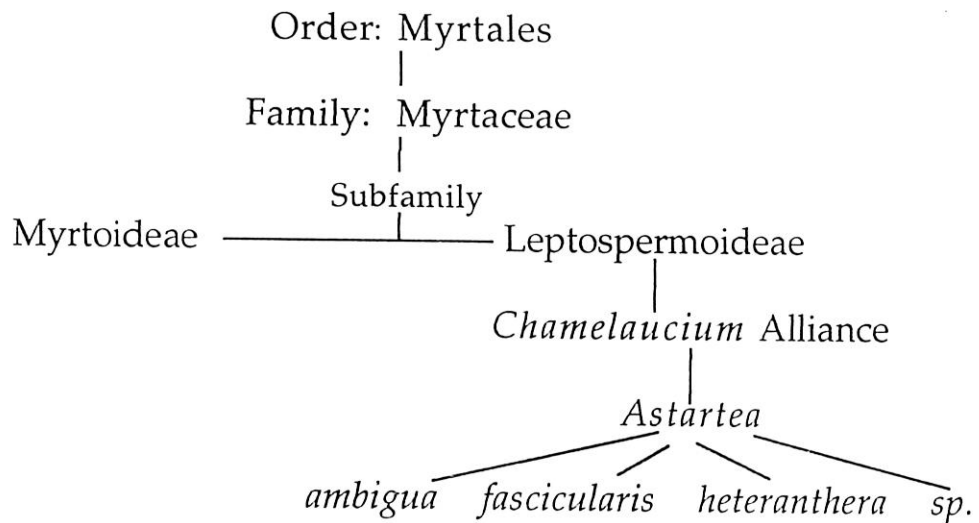 Order: Myrtales
Family: Myrtaceae
Subfamily
Myrtoideae Leptospermoideae
Chamelaucium Alliance
Astartea
ambigua fascicularis heteranthera sp.